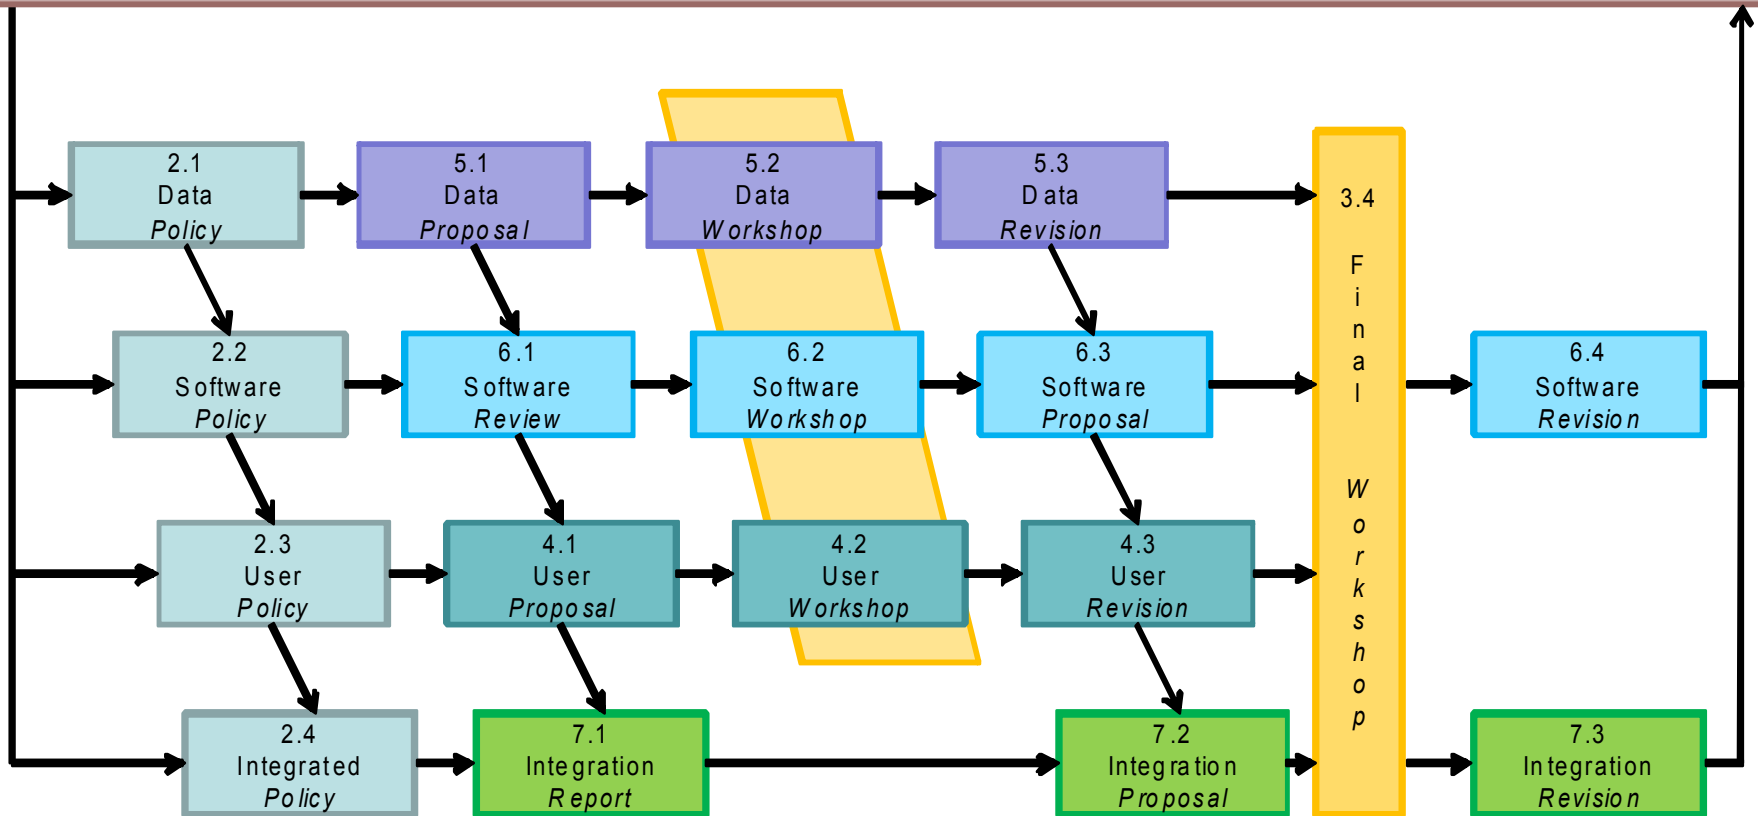 2.1
Data
Policy
5.1
Data
Proposal
5.2
Data
Workshop
5.3
Data
Revision
3.4
Final
Workshop
2.2
Software
Policy
6.1
Software
Review
6.2
Software
Workshop
6.3
Software
Proposal
6.4
Software
Revision
2.3
User
Policy
4.1
User
Proposal
4.2
User
Workshop
4.3
User
Revision
2.4
Integrated
Policy
7.1
Integration
Report
7.2
Integration
Proposal
7.3
Integration
Revision